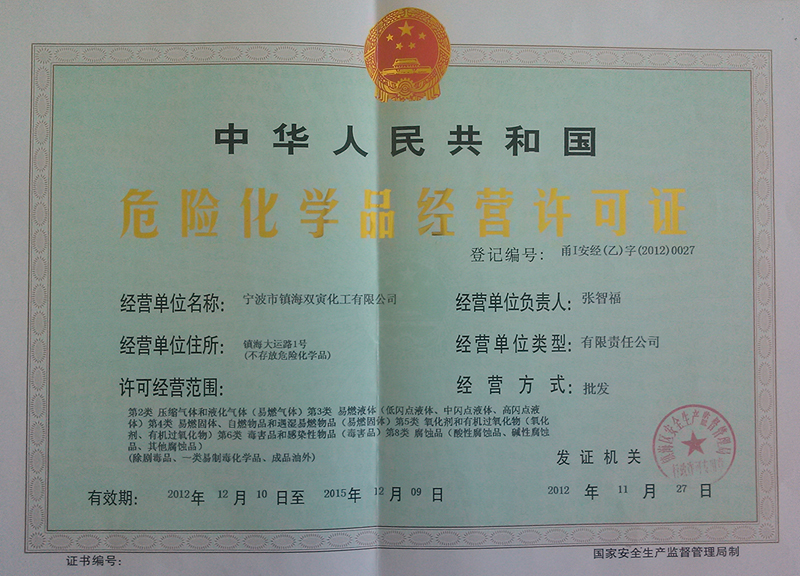 中华人民共和国
危险化学品经营许可证
登记编号: 甬I安经(乙)字(2012)0027
经营单位名称: 宁波市镇海双寅化工有限公司
经营单位负责人: 张智福
经营单位住所: 镇海大运路1号
(不存放危险化学品)
经营单位类型: 有限责任公司
许可经营范围:
经营方式: 批发
第2类 压缩气体和液化气体（易燃气体）第3类 易燃液体（低闪点液体、中闪点液体、高闪点液
体）第4类 易燃固体、自燃物品和遇湿易燃物品（易燃固体）第5类 氧化剂和有机过氧化物（氧化
剂、有机过氧化物）第6类 毒害品和感染性物品（毒害品）第8类 腐蚀品（酸性腐蚀品、碱性腐蚀
品、其他腐蚀品）
(除剧毒品、一类易制毒化学品、成品油外)
发证机关
有效期: 2012年 12月 10日至 2015年 12月 09日
2012 年 11 月 27 日
证书编号:
国家安全生产监督管理局制